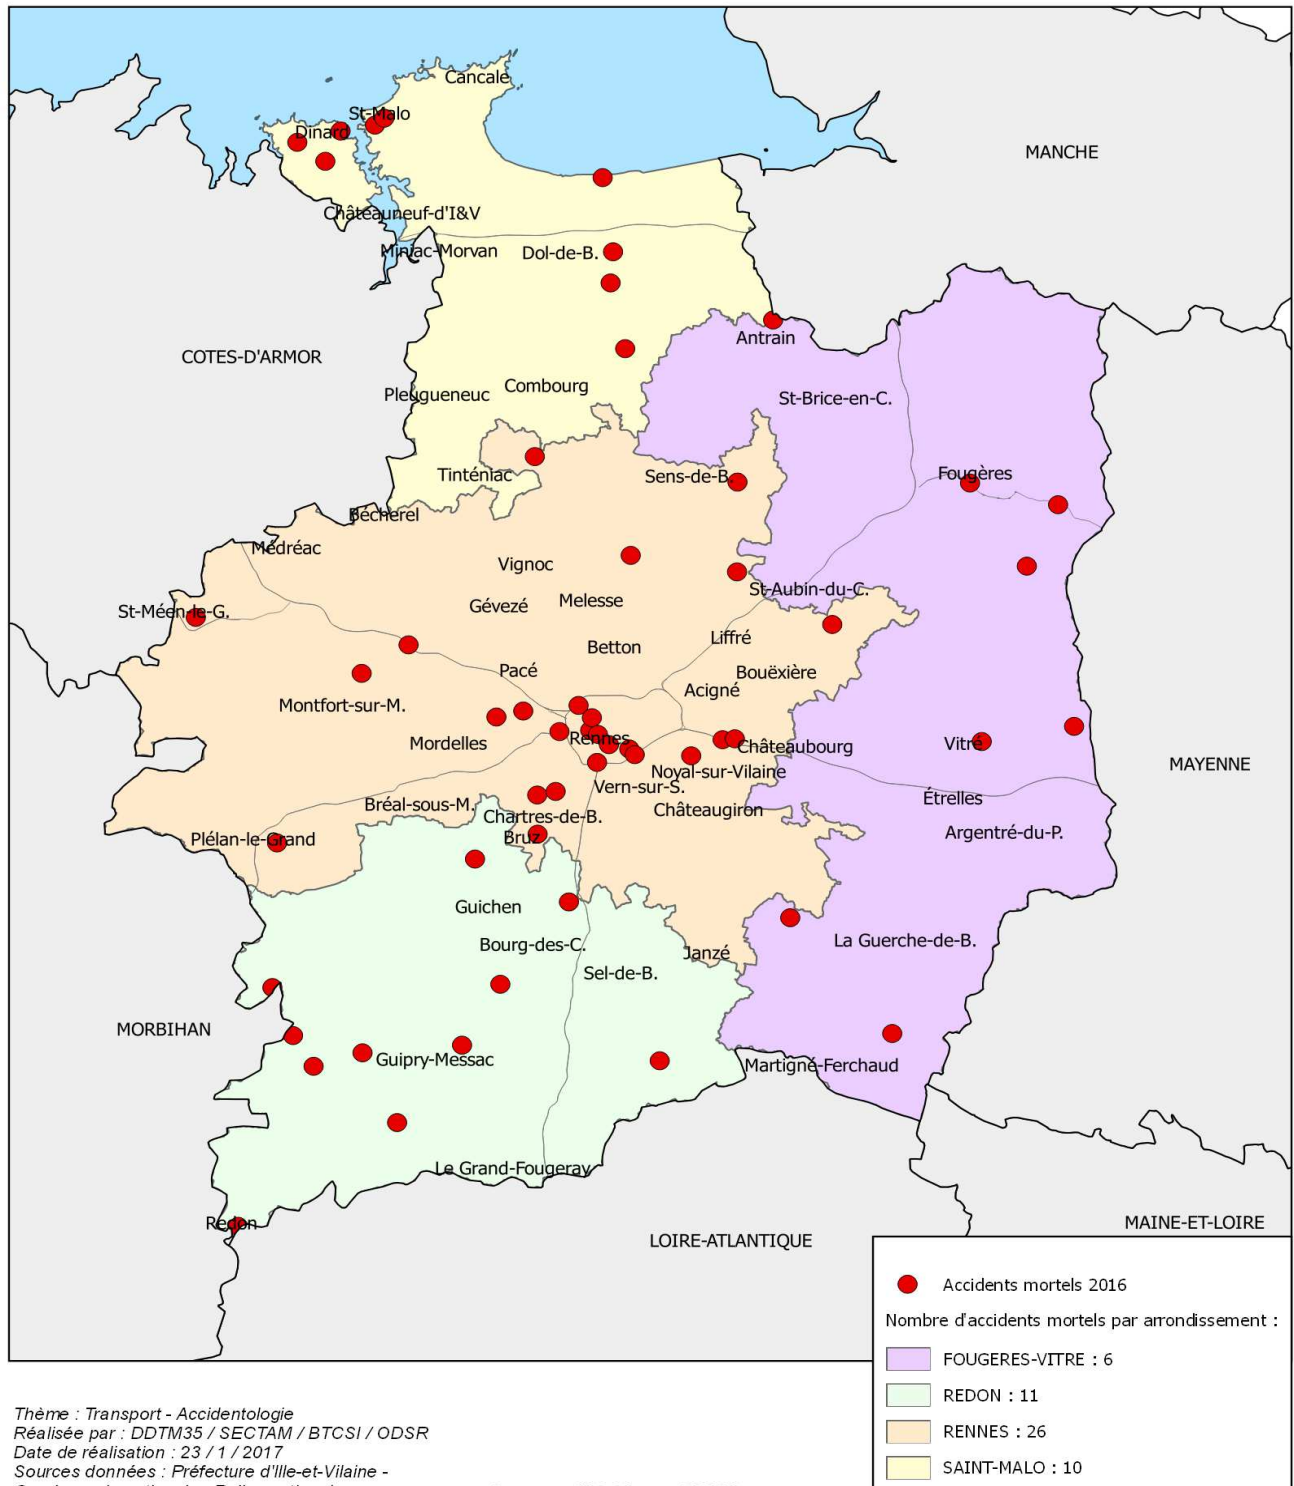 Cancale
St-Malo
Dinard
MANCHE
Châteauneuf-d'I&V
Miniac-Morvan
Dol-de-B.
Antrain
COTES-D'ARMOR
Combourg
Pleugueneuc
St-Brice-en-C.
Tinténiac
Sens-de-B.
Fougères
Bécherel
Médréac
Vignoc
St-Aubin-du-C.
Gévezé
Melesse
St-Méen-le-G.
Liffré
Betton
Pacé
Bouëxière
Acigné
Montfort-sur-M.
Mordelles
Rennes
Châteaubourg
Vitré
MAYENNE
Noyal-sur-Vilaine
Vern-sur-S.
Étrelles
Bréal-sous-M.
Châteaugiron
Chartres-de-B.
Argentré-du-P.
Plélan-le-Grand
Bruz
Guichen
Bourg-des-C.
La Guerche-de-B.
Janzé
Sel-de-B.
MORBIHAN
Guipry-Messac
Martigné-Ferchaud
Le Grand-Fougeray
Redon
LOIRE-ATLANTIQUE
MAINE-ET-LOIRE
Accidents mortels 2016
Nombre d'accidents mortels par arrondissement :
FOUGERES-VITRE : 6
REDON : 11
RENNES : 26
SAINT-MALO : 10
Thème : Transport - Accidentologie
Réalisée par : DDTM35 / SECTAM / BTCSI / ODSR
Date de réalisation : 23 / 1 / 2017
Sources données : Préfecture d'Ille-et-Vilaine -